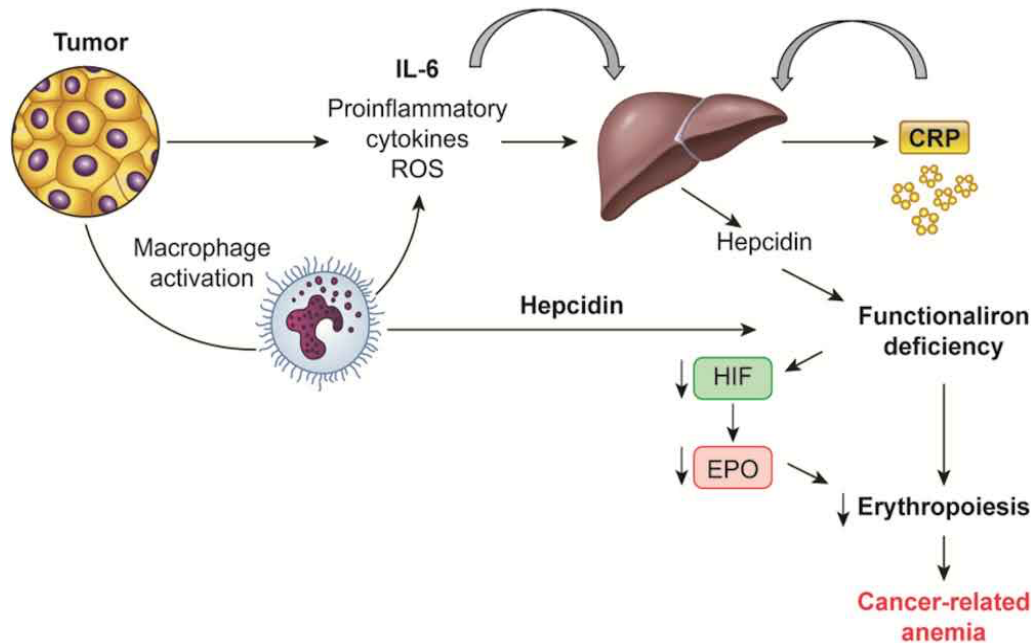 Tumor
IL-6
Proinflammatory
cytokines
ROS
CRP
Macrophage
activation
Hepcidin
Hepcidin
Functionaliron
deficiency
HIF
EPO
Erythropoiesis
Cancer-related
anemia